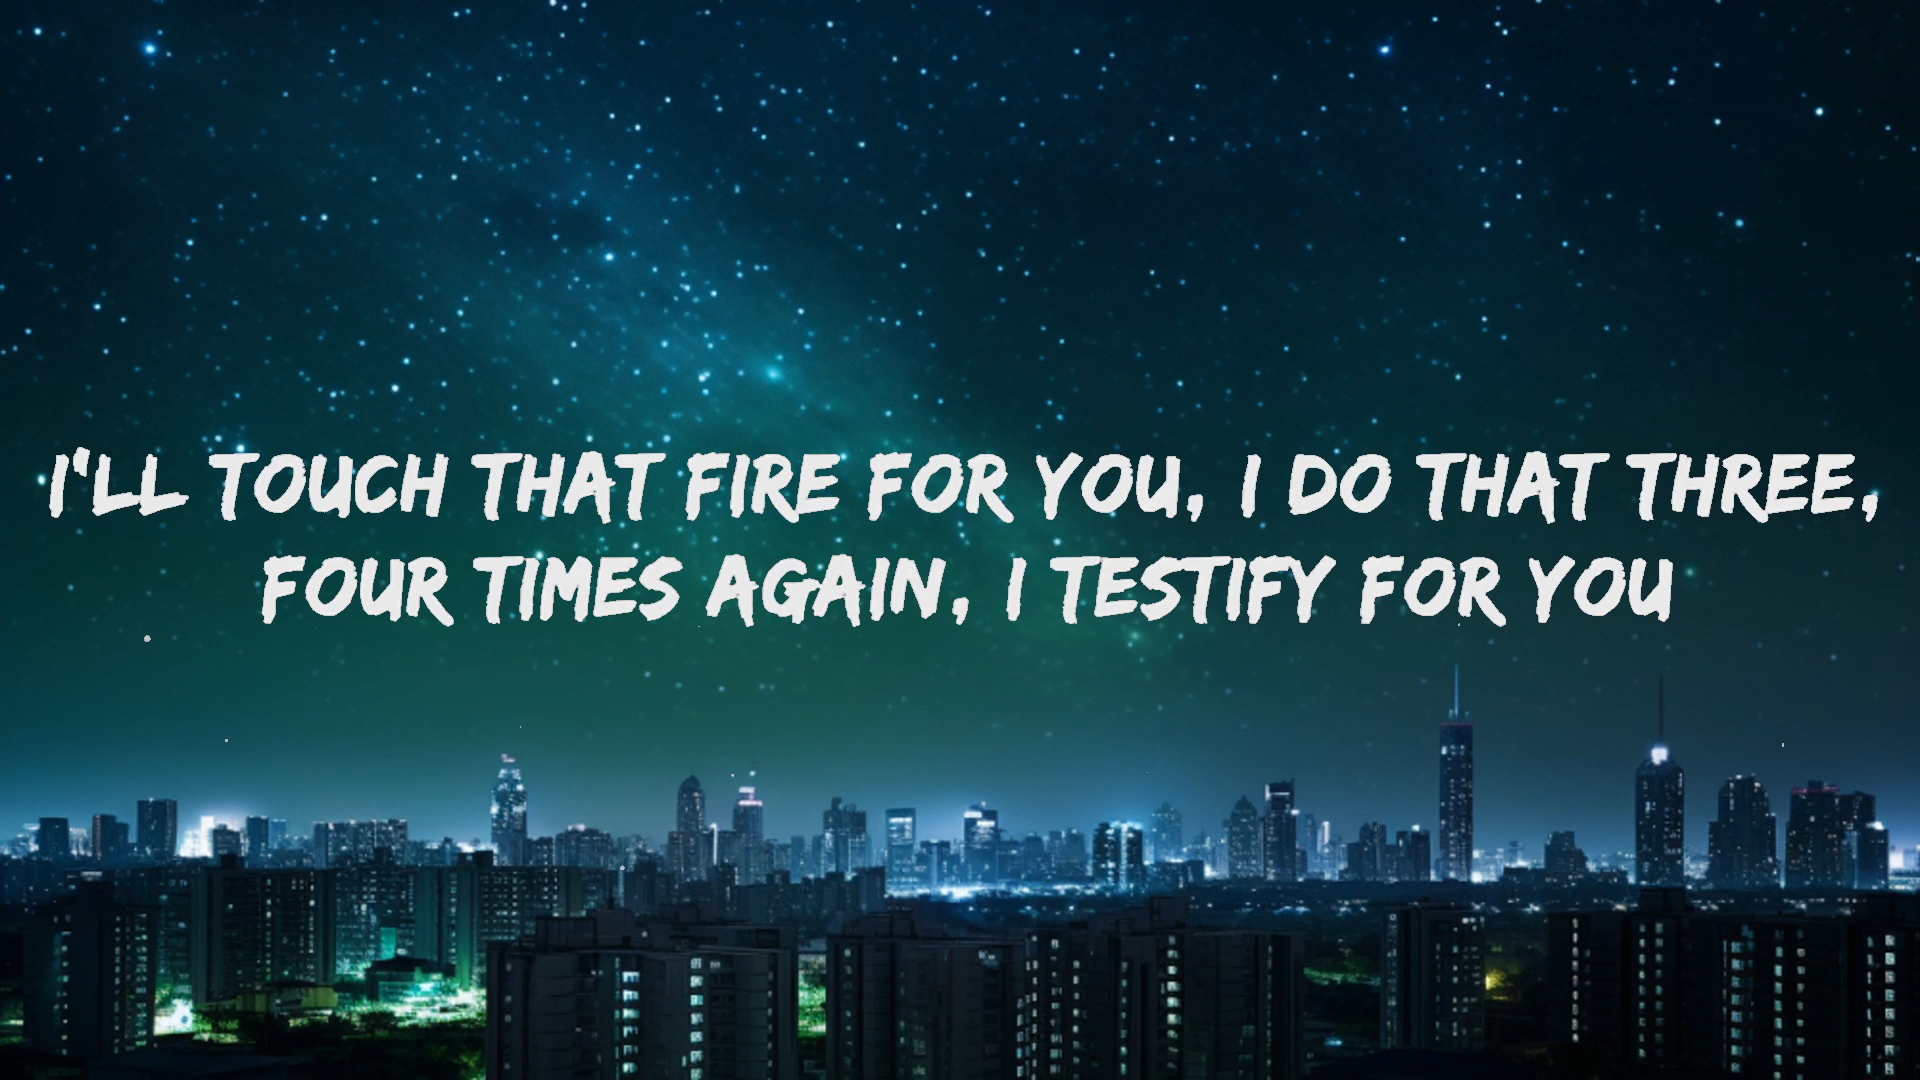 I'LL TOUCH THAT FIRE FOR YOU, I DO THAT THREE,
FOUR TIMES AGAIN, I TESTIFY FOR YOU